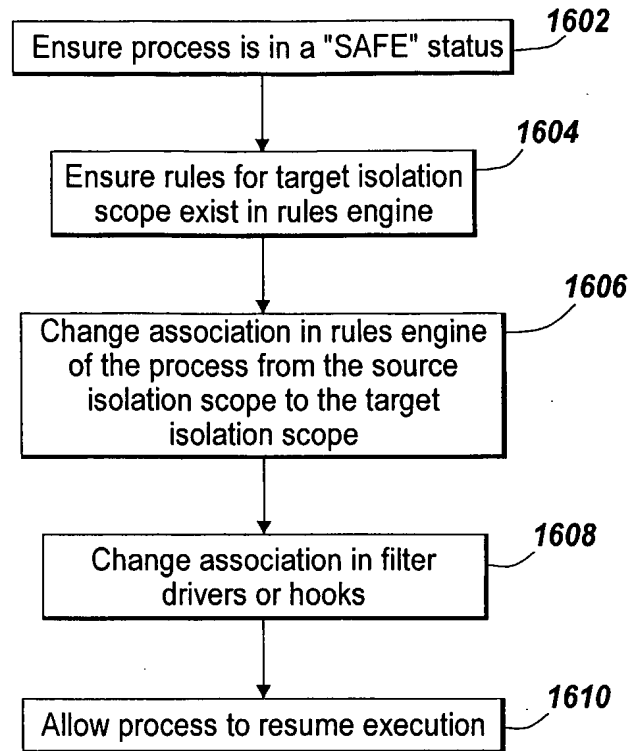 1602
Ensure process is in a "SAFE" status
1604
Ensure rules for target isolation
scope exist in rules engine
1606
Change association in rules engine
of the process from the source
isolation scope to the target
isolation scope
1608
Change association in filter
drivers or hooks
1610
Allow process to resume execution